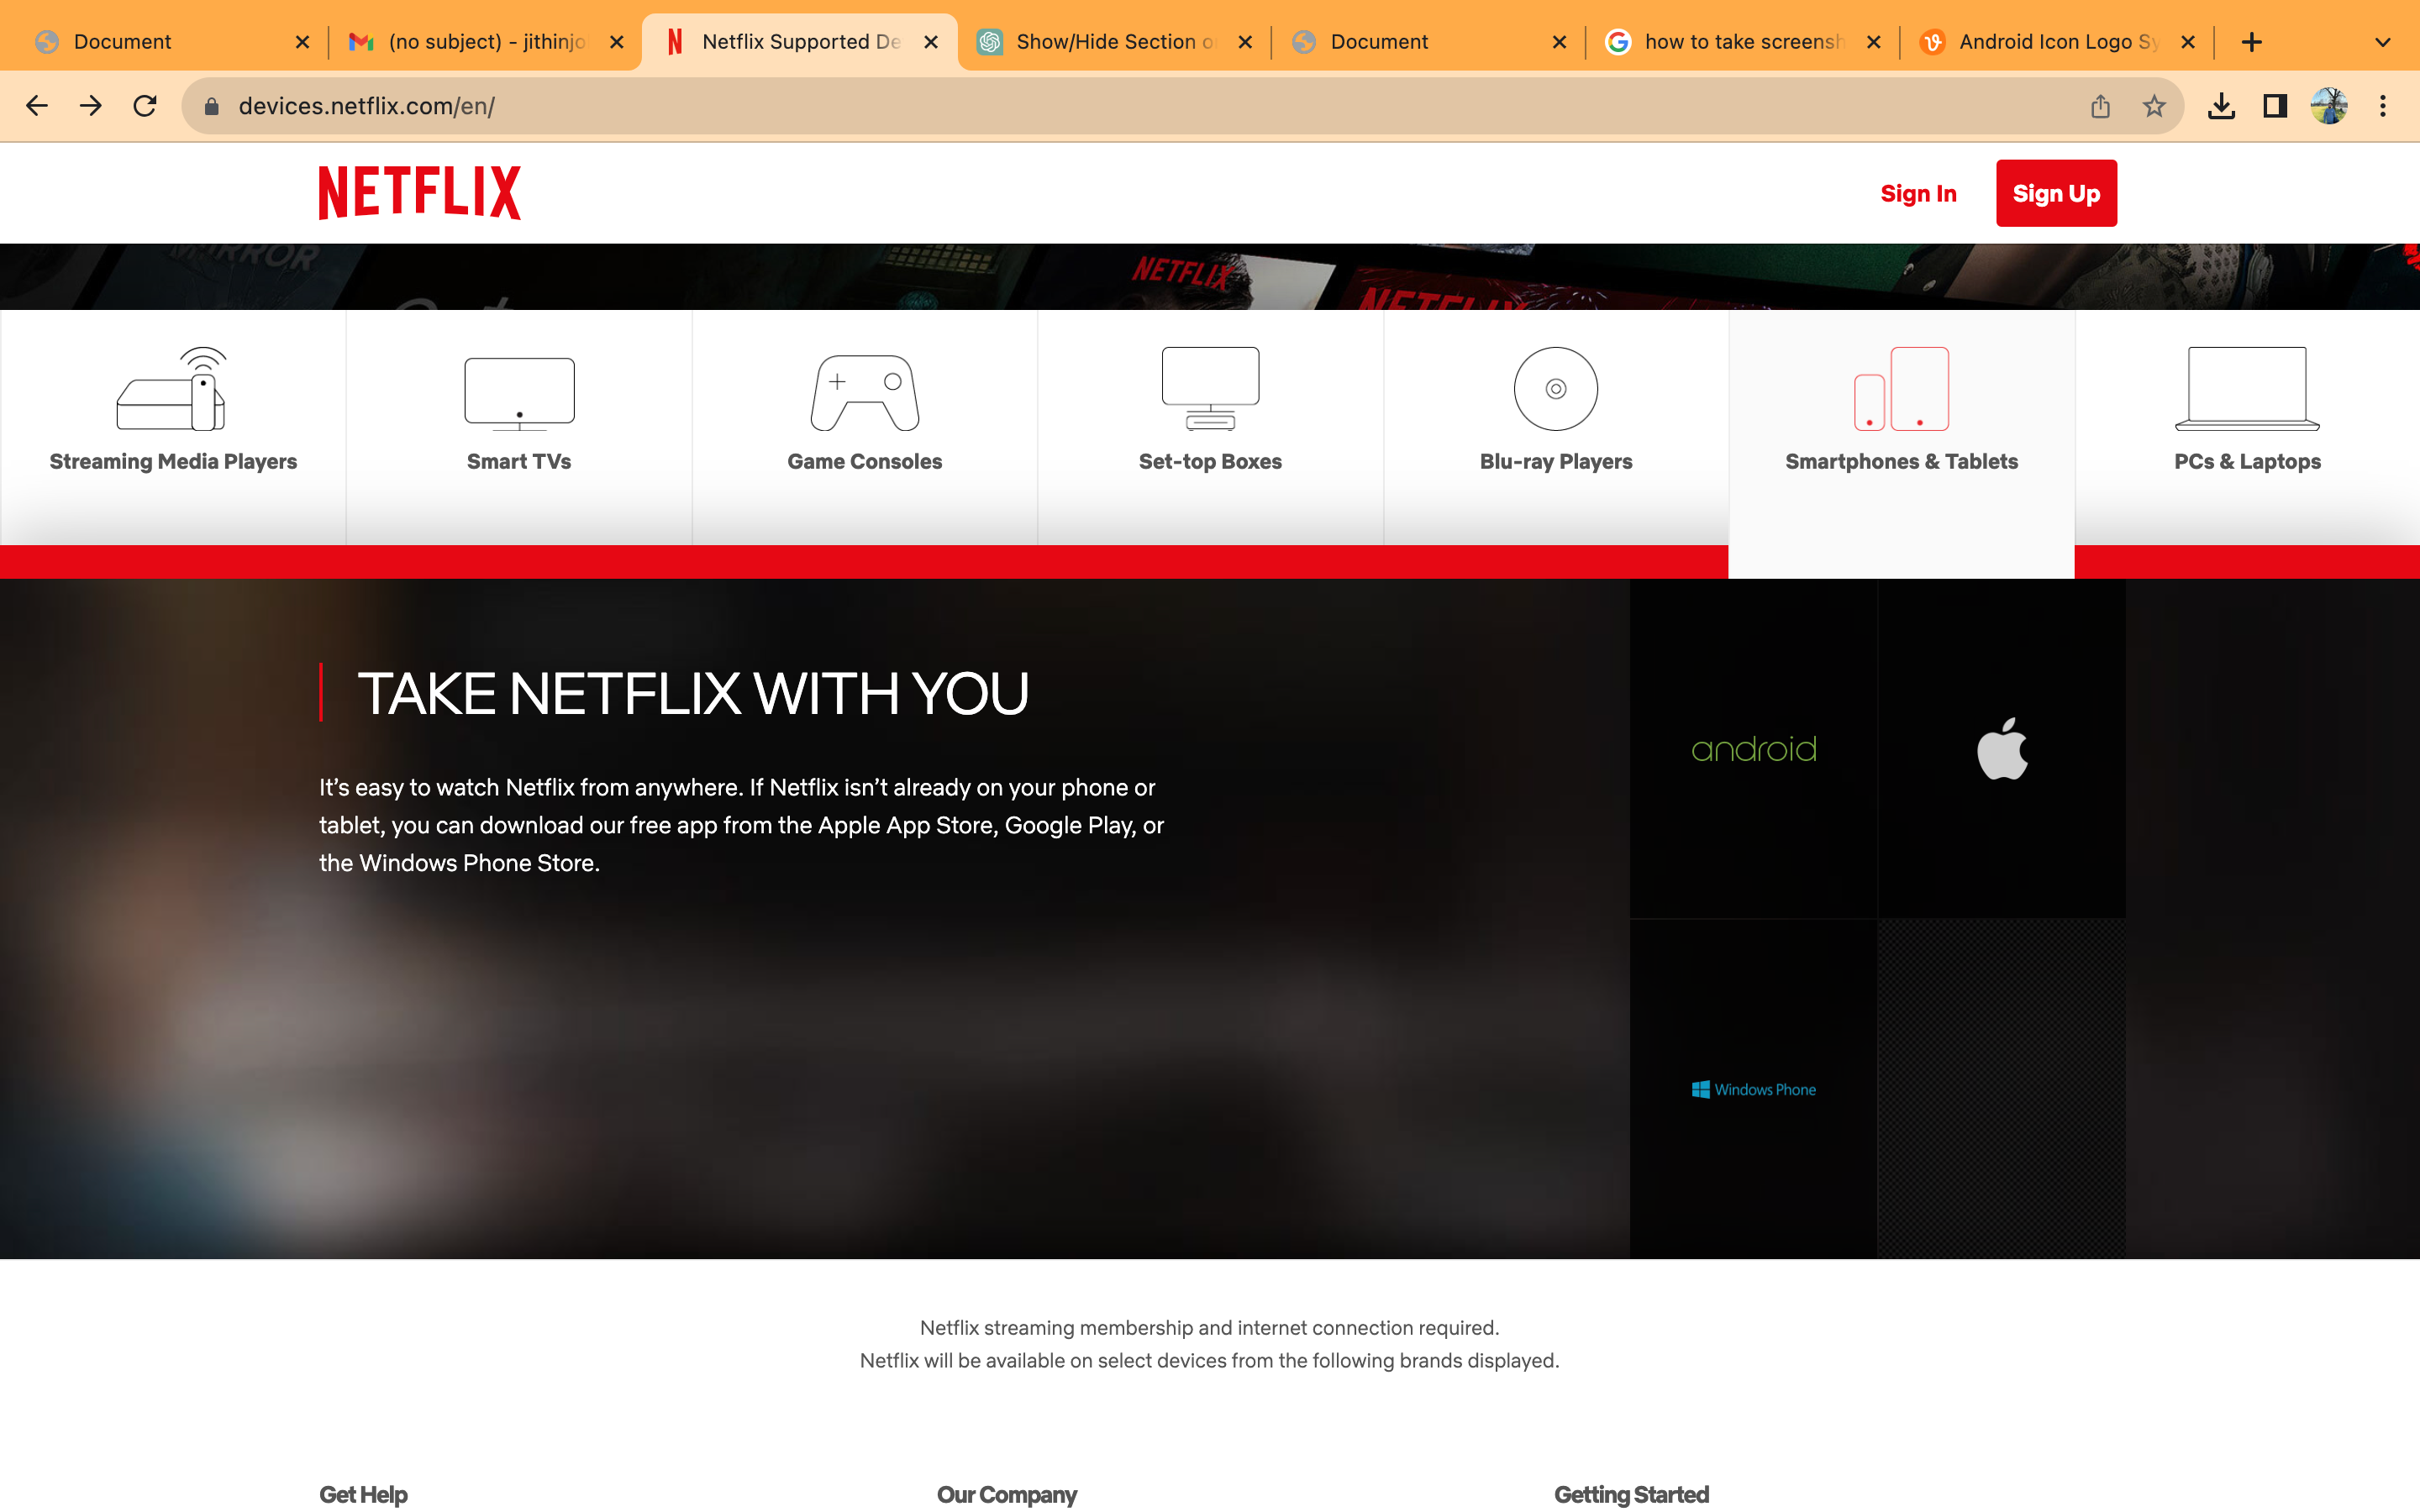 Document
(no subject) - jithinjo
Netflix Supported De
Show/Hide Section o
Document
how to take screensh
Android Icon Logo Sy
devices.netflix.com/en/
NETFLIX
Sign In
Sign Up
MIRROR
NETFLIX
NETFLIX
Streaming Media Players
Smart TVs
Game Consoles
Set-top Boxes
Blu-ray Players
Smartphones & Tablets
PCs & Laptops
TAKE NETFLIX WITH YOU
It’s easy to watch Netflix from anywhere. If Netflix isn’t already on your phone or
tablet, you can download our free app from the Apple App Store, Google Play, or
the Windows Phone Store.
android
Windows Phone
Netflix streaming membership and internet connection required.
Netflix will be available on select devices from the following brands displayed.
Get Help
Our Company
Getting Started